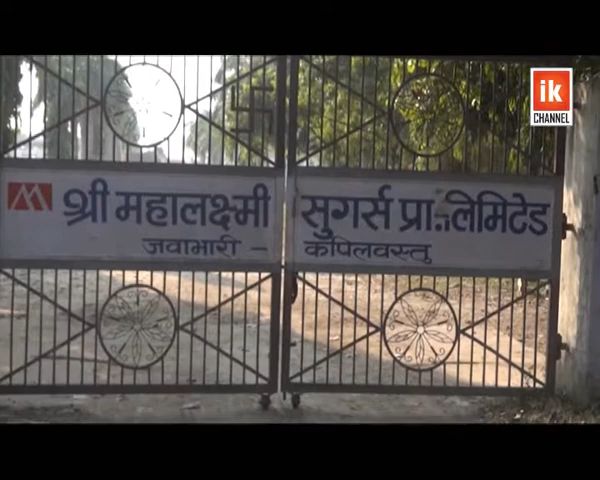 ik
CHANNEL
श्री महालक्ष्मी सुगर्स प्रा..लिमिटेड
जवाभारी - कपिलवस्तु